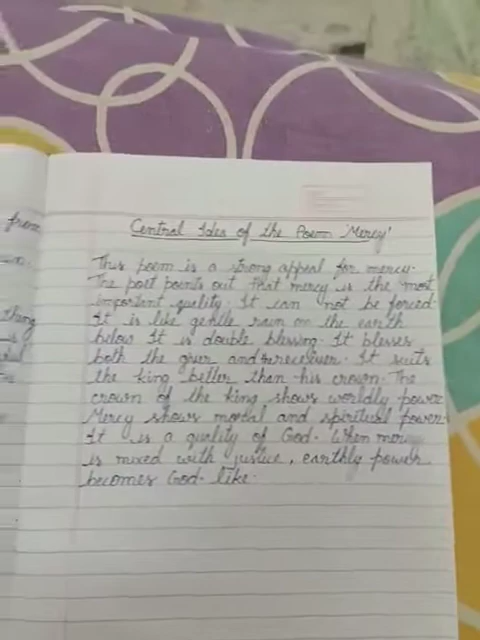 from
thing
Central Idea of the Poem 'Mercy'
This poem is a strong appeal for mercy.
The poet points out that mercy is the most
important quality. It can not be forced.
It is like gentle rain on the earth
below It is double blessing. It blesses
both the giver and the receiver. It suits
the king better than his crown. The
crown of the king shows worldly power
Mercy shows moral and spiritual power.
It is a quality of God. When mercy
is mixed with justice, earthly power
becomes God-like.